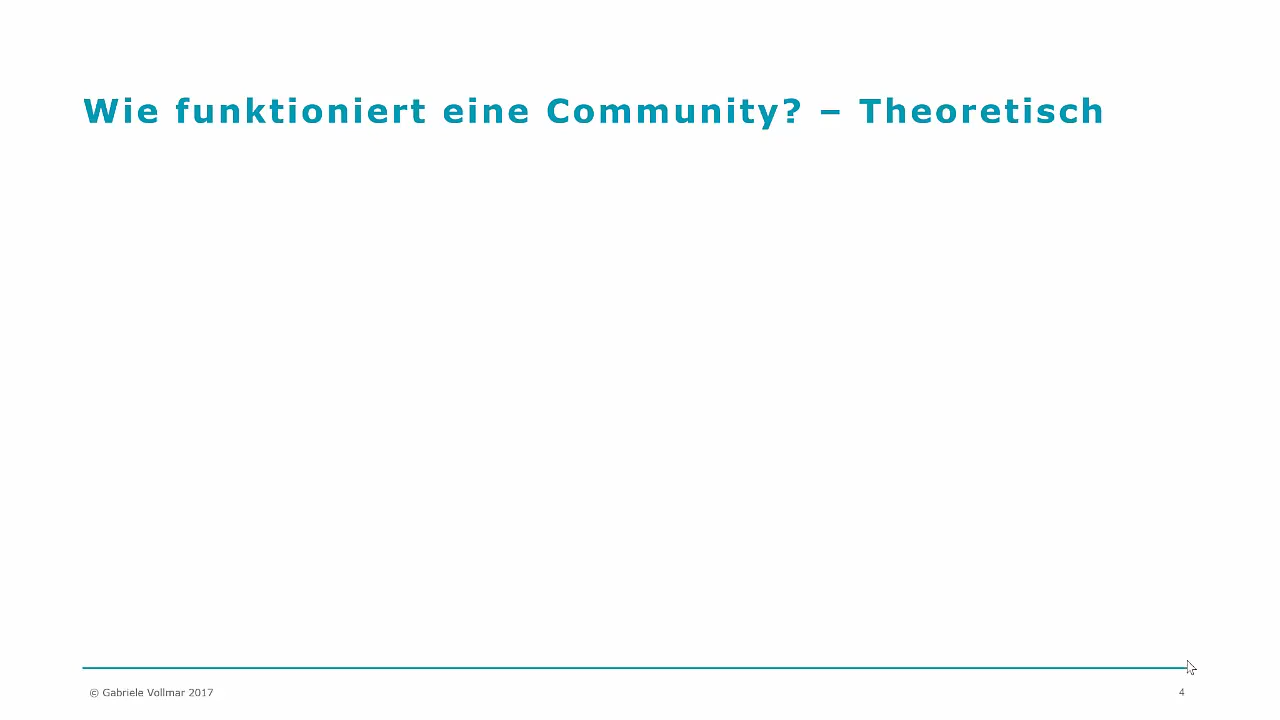 Wie funktioniert eine Community? – Theoretisch
© Gabriele Vollmar 2017
4